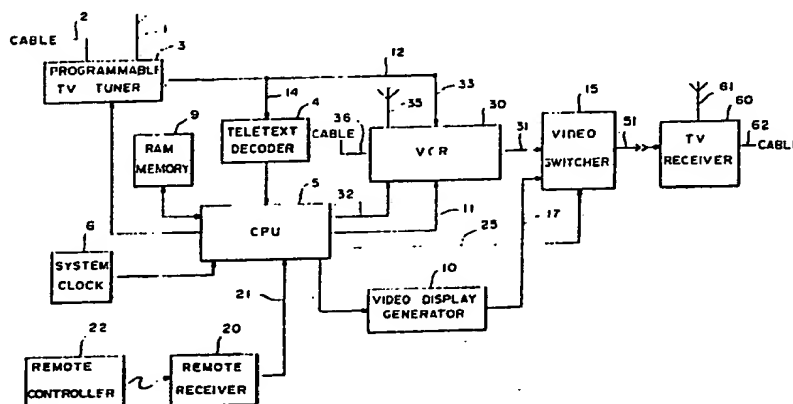 2
1
CABLE
3
PROGRAMMABLE
TV TUNER
12
14
4
TELETEXT
DECODER
9
RAM
MEMORY
36
CABLE
35
33
30
VCR
31
15
VIDEO
SWITCHER
51
61
60
TV
RECEIVER
62
CABLE
5
CPU
32
11
25
17
6
SYSTEM
CLOCK
21
10
VIDEO DISPLAY
GENERATOR
22
REMOTE
CONTROLLER
20
REMOTE
RECEIVER